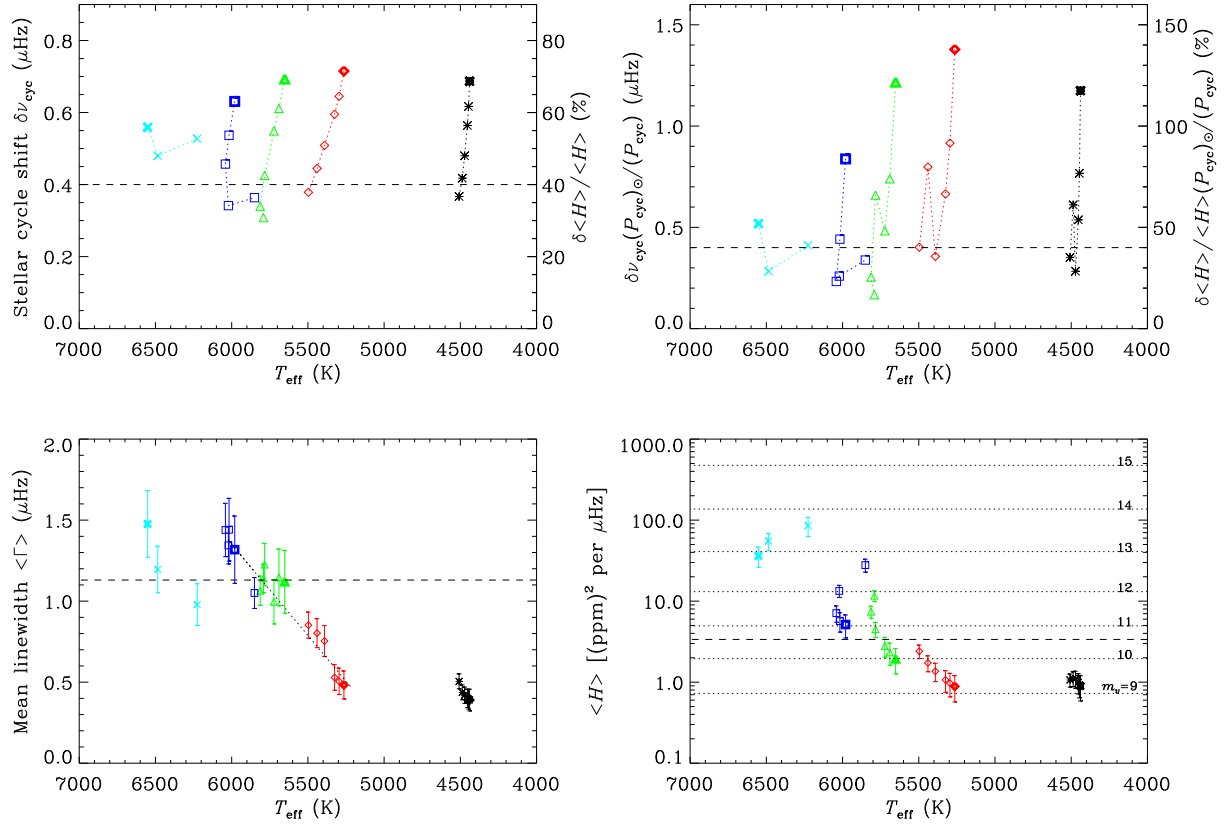 Stellar cycle shift δν_cyc (μHz)
0.8
0.6
0.4
0.2
0.0
80
60
40
20
0
δ<H>/<H> (%)
7000 6500 6000 5500 5000 4500 4000
T_eff (K)
δν_cyc(P_cyc)_⊙/(P_cyc) (μHz)
1.5
1.0
0.5
0.0
150
100
50
0
δ<H>/<H>(P_cyc)_⊙/(P_cyc) (%)
7000 6500 6000 5500 5000 4500 4000
T_eff (K)
Mean linewidth <Γ> (μHz)
2.0
1.5
1.0
0.5
0.0
7000 6500 6000 5500 5000 4500 4000
T_eff (K)
<H> [(ppm)² per μHz]
1000.0
100.0
10.0
1.0
0.1
15
14
13
12
11
10
m_v=9
7000 6500 6000 5500 5000 4500 4000
T_eff (K)